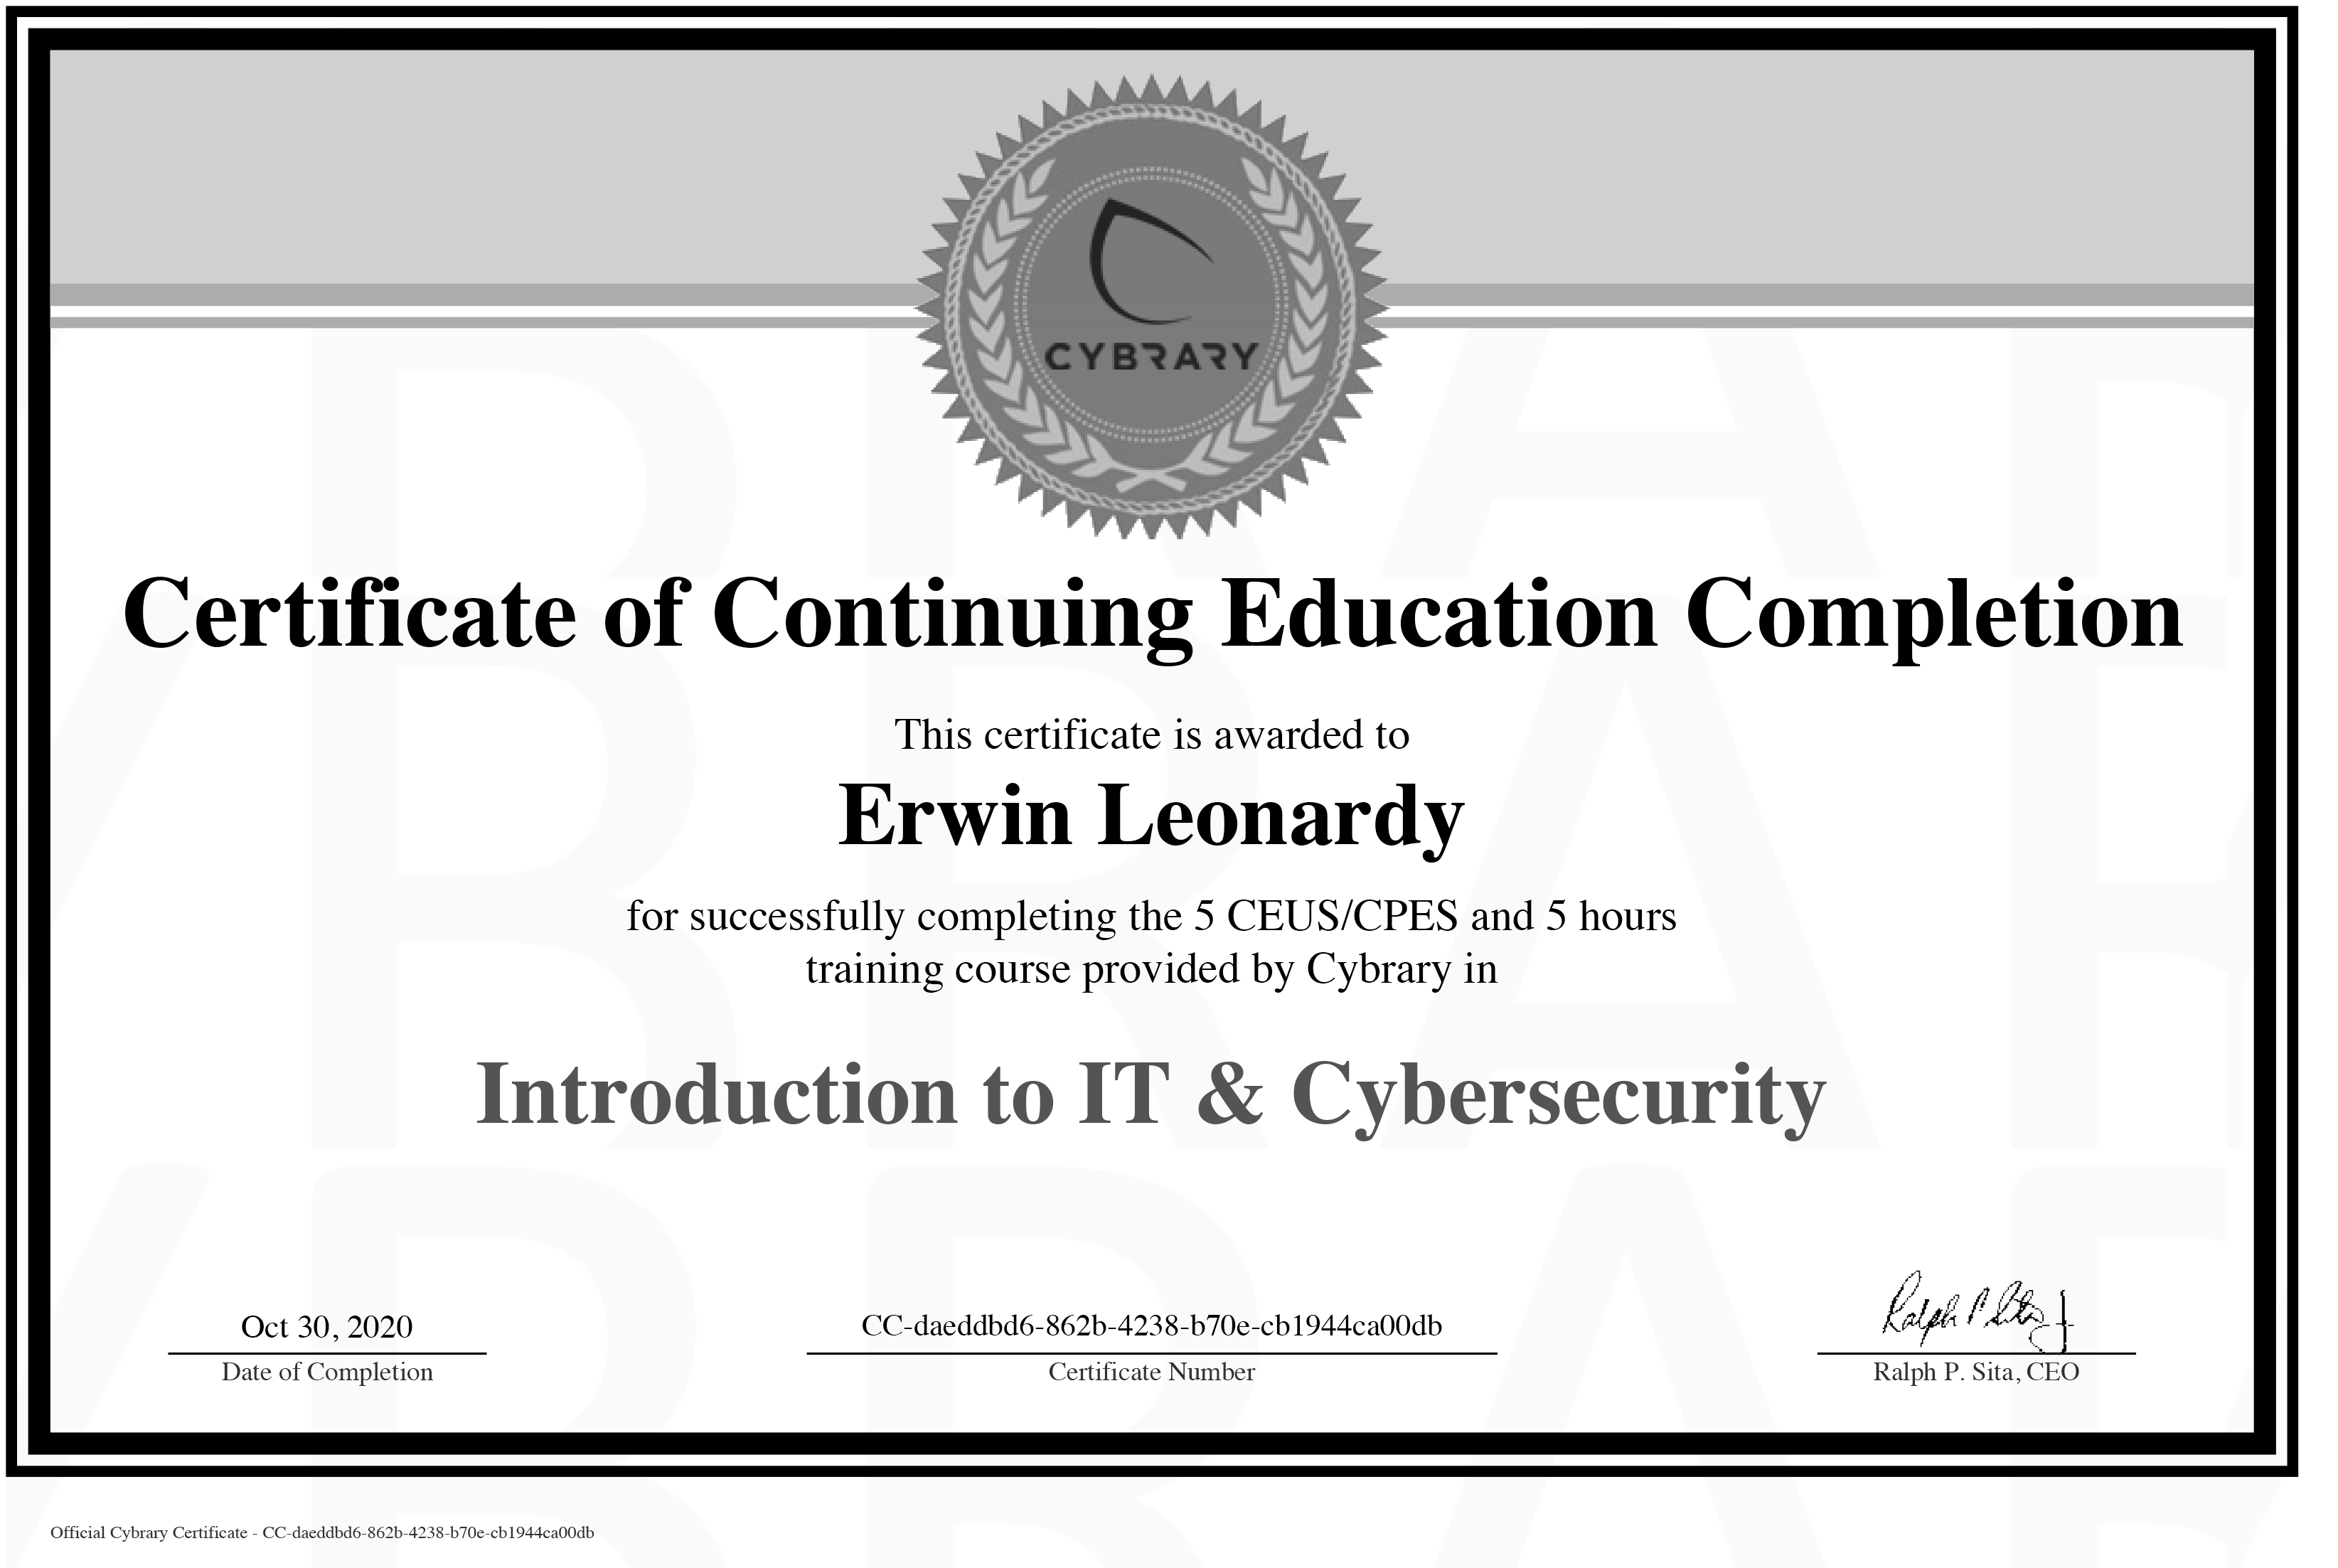 CYBRARY
Certificate of Continuing Education Completion
This certificate is awarded to
Erwin Leonardy
for successfully completing the 5 CEUS/CPES and 5 hours
training course provided by Cybrary in
Introduction to IT & Cybersecurity
Oct 30, 2020
Date of Completion
CC-daeddbd6-862b-4238-b70e-cb1944ca00db
Certificate Number
Ralph P. Sita, CEO
Official Cybrary Certificate - CC-daeddbd6-862b-4238-b70e-cb1944ca00db